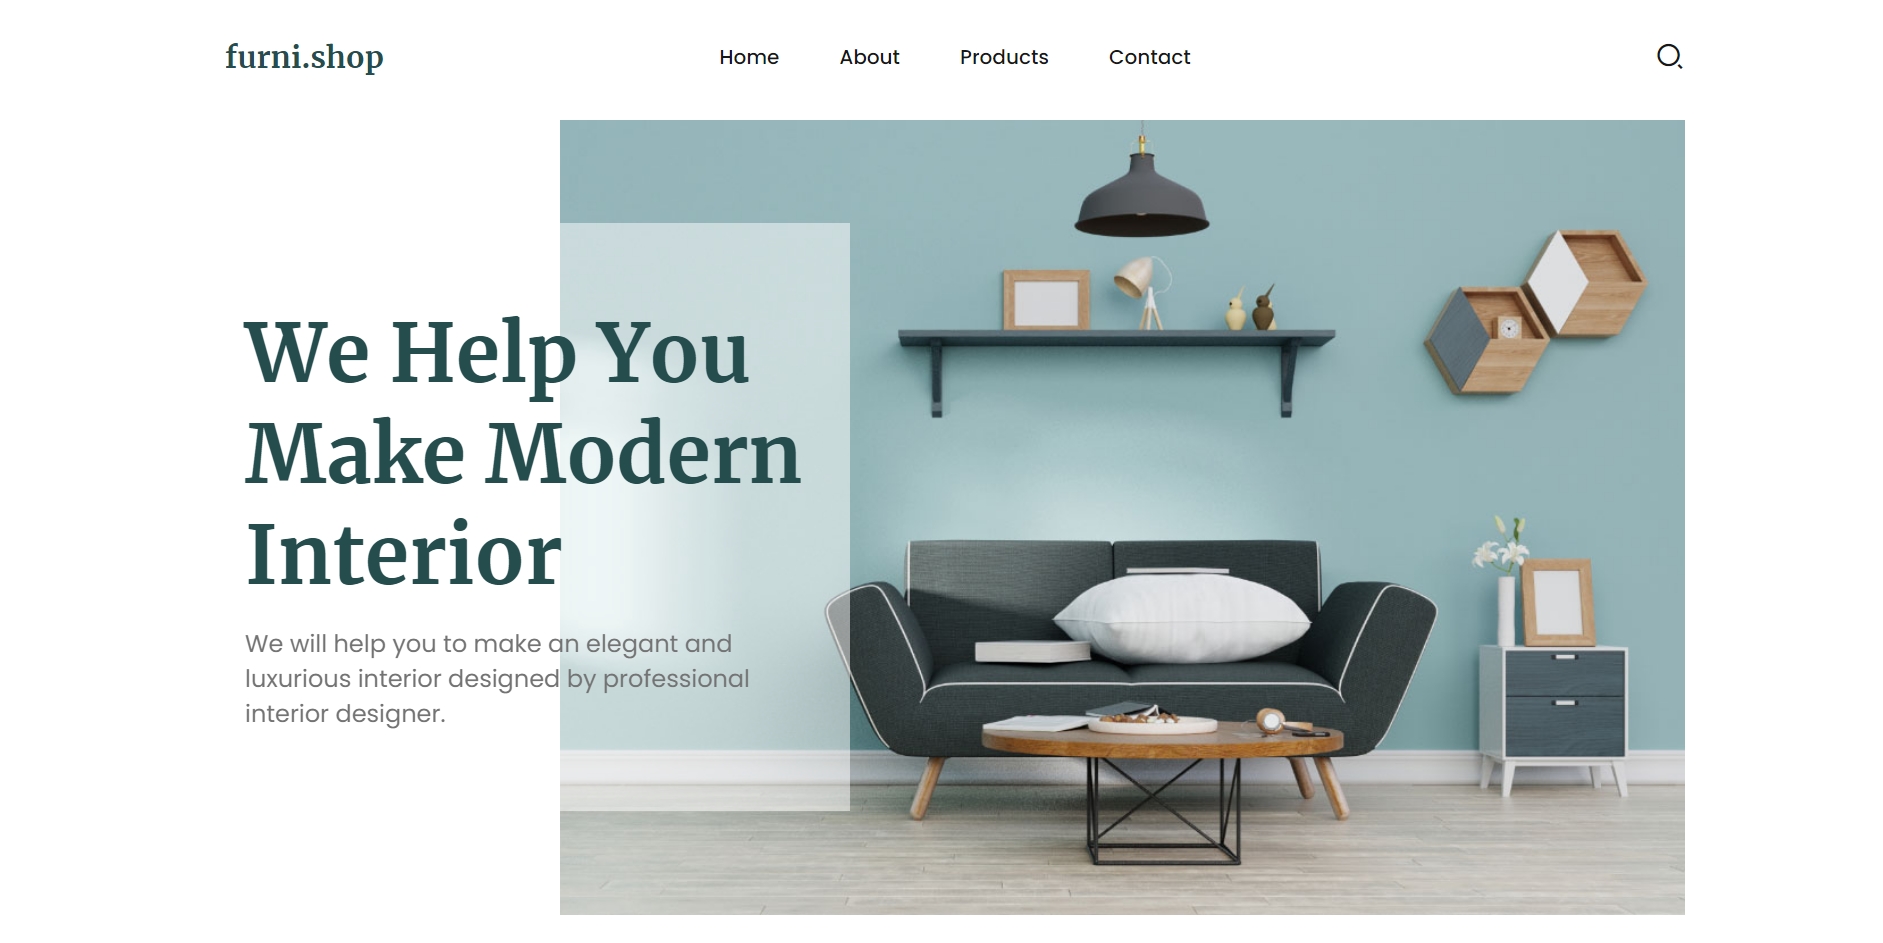 furni.shop
Home About Products Contact
We Help You
Make Modern
Interior
We will help you to make an elegant and
luxurious interior designed by professional
interior designer.